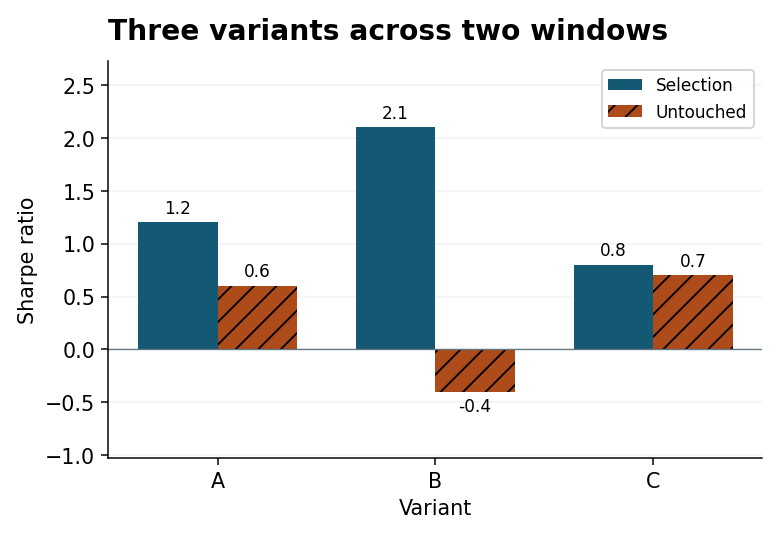 Three variants across two windows
Selection
Untouched
Sharpe ratio
2.5
2.0
1.5
1.0
0.5
0.0
−0.5
−1.0
1.2
0.6
2.1
-0.4
0.8
0.7
A
B
C
Variant